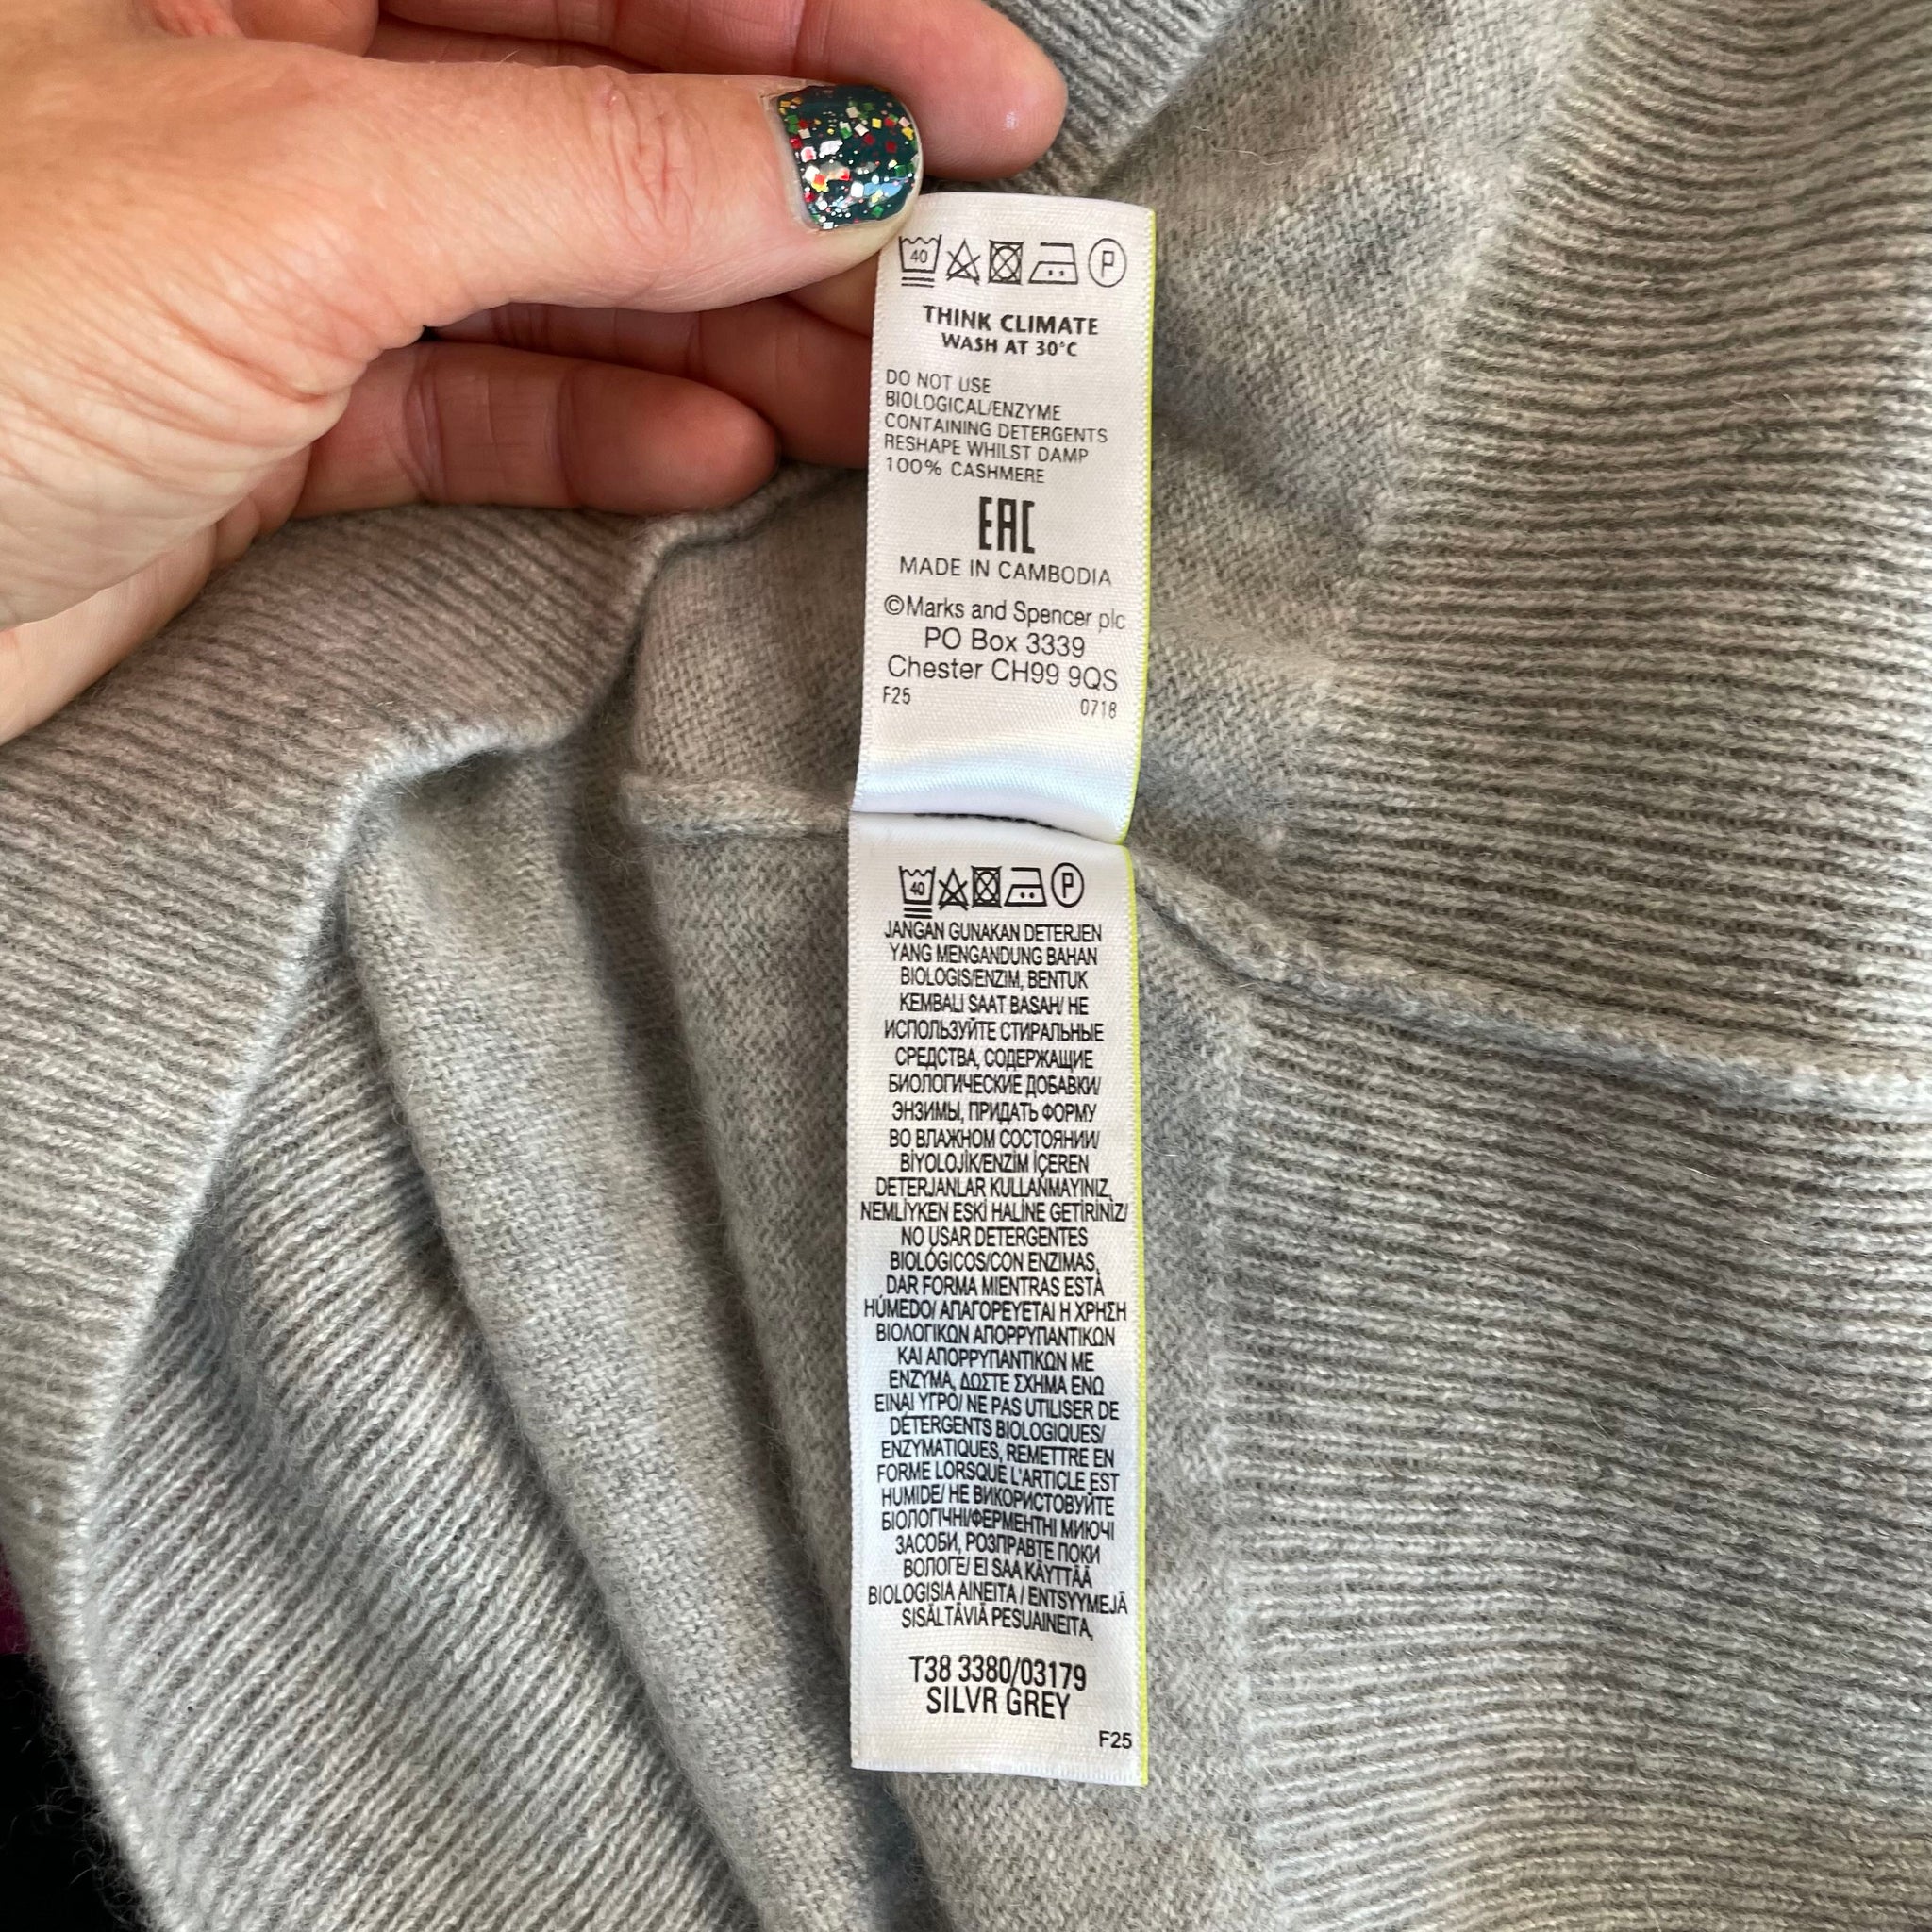 40 P
THINK CLIMATE
WASH AT 30°C
DO NOT USE
BIOLOGICAL/ENZYME
CONTAINING DETERGENTS
RESHAPE WHILST DAMP
100% CASHMERE
EAC
MADE IN CAMBODIA
©Marks and Spencer plc
PO Box 3339
Chester CH99 9QS
F25 0718
40 P
JANGAN GUNAKAN DETERJEN
YANG MENGANDUNG BAHAN
BIOLOGIS/ENZIM, BENTUK
KEMBALI SAAT BASAH/ НЕ
ИСПОЛЬЗУЙТЕ СТИРАЛЬНЫЕ
СРЕДСТВА, СОДЕРЖАЩИЕ
БИОЛОГИЧЕСКИЕ ДОБАВКИ/
ЭНЗИМЫ, ПРИДАТЬ ФОРМУ
ВО ВЛАЖНОМ СОСТОЯНИИ/
BİYOLOJİK/ENZİM İÇEREN
DETERJANLAR KULLANMAYINIZ,
NEMLİYKEN ESKİ HALİNE GETİRİNİZ/
NO USAR DETERGENTES
BIOLÓGICOS/CON ENZIMAS,
DAR FORMA MIENTRAS ESTÁ
HÚMEDO/ ΑΠΑΓΟΡΕΥΕΤΑΙ Η ΧΡΗΣΗ
ΒΙΟΛΟΓΙΚΩΝ ΑΠΟΡΡΥΠΑΝΤΙΚΩΝ
ΚΑΙ ΑΠΟΡΡΥΠΑΝΤΙΚΩΝ ΜΕ
ΕΝΖΥΜΑ, ΔΩΣΤΕ ΣΧΗΜΑ ΕΝΩ
ΕΙΝΑΙ ΥΓΡΟ/ NE PAS UTILISER DE
DÉTERGENTS BIOLOGIQUES/
ENZYMATIQUES, REMETTRE EN
FORME LORSQUE L'ARTICLE EST
HUMIDE/ НЕ ВИКОРИСТОВУЙТЕ
БІОЛОГІЧНІ/ФЕРМЕНТНІ МИЮЧІ
ЗАСОБИ, РОЗПРАВТЕ ПОКИ
ВОЛОГЕ/ EI SAA KÄYTTÄÄ
BIOLOGISIA AINEITA / ENTSYYMEJÄ
SISÄLTÄVIÄ PESUAINEITA,
T38 3380/03179
SILVR GREY
F25